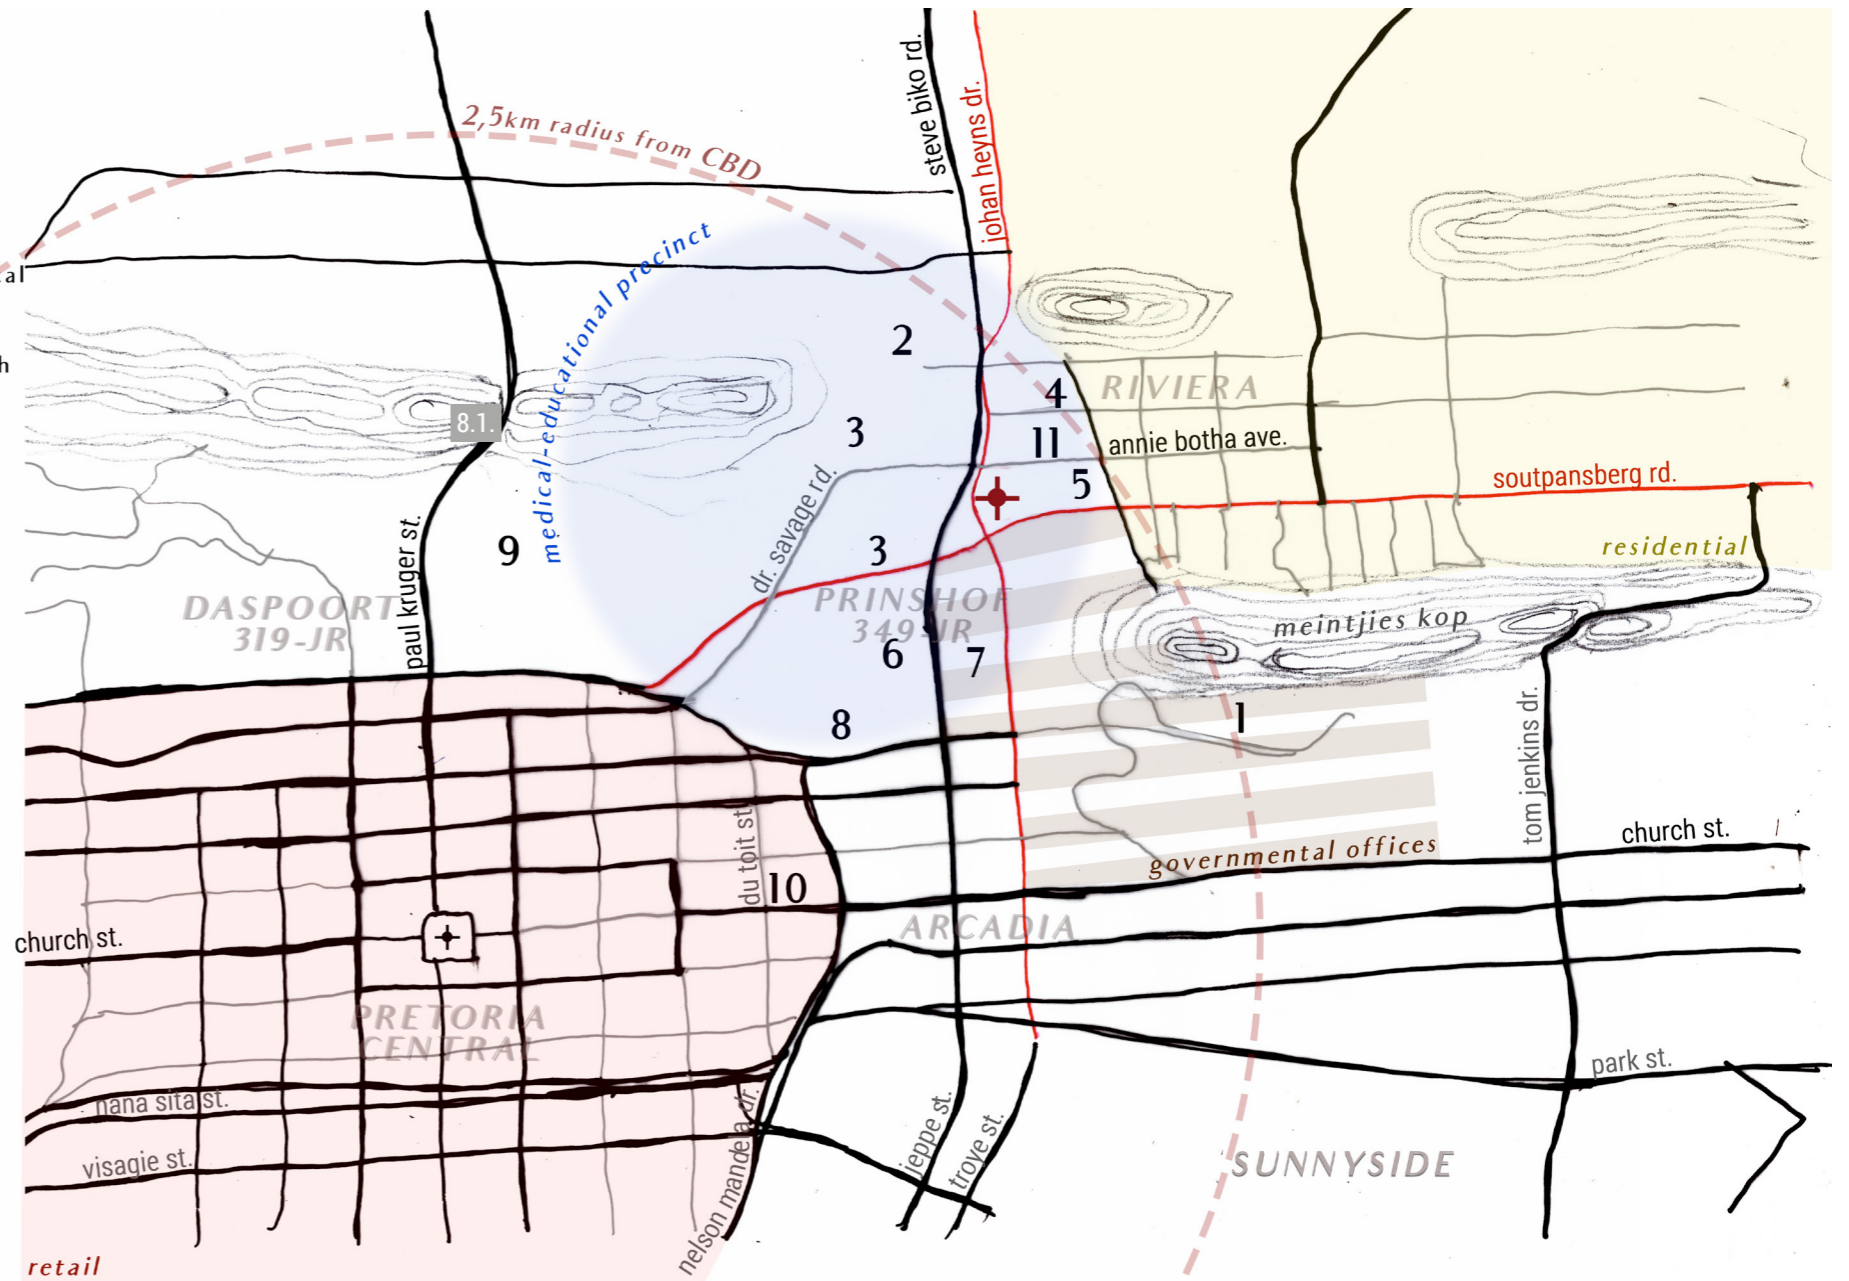 2,5km radius from CBD
steve biko rd.
johan heyns dr.
medical-educational precinct
al
h
2
4
RIVIERA
8.1.
3
11
annie botha ave.
5
soutpansberg rd.
dr. savage rd.
paul kruger st.
9
3
residential
DASPOORT
319-JR
PRINSHOF
349-JR
meintjies kop
6
7
8
1
tom jenkins dr.
du toit st.
10
governmental offices
church st.
church st.
ARCADIA
PRETORIA
CENTRAL
park st.
nana sita st.
visagie st.
nelson mandela dr.
jeppe st.
troye st.
SUNNYSIDE
retail